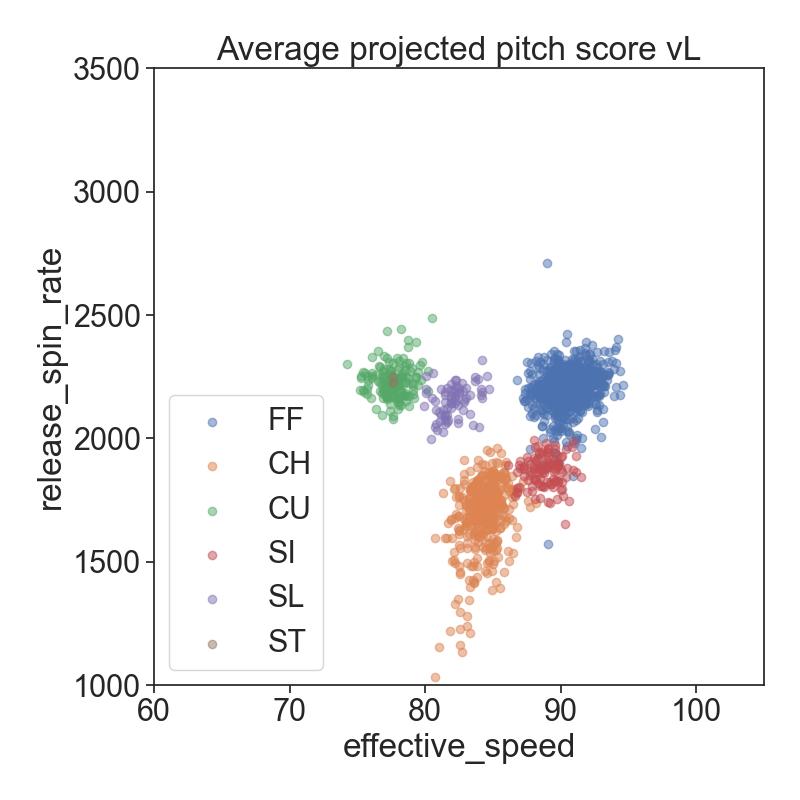 Average projected pitch score vL
3500
3000
2500
2000
1500
1000
release_spin_rate
FF
CH
CU
SI
SL
ST
60 70 80 90 100
effective_speed